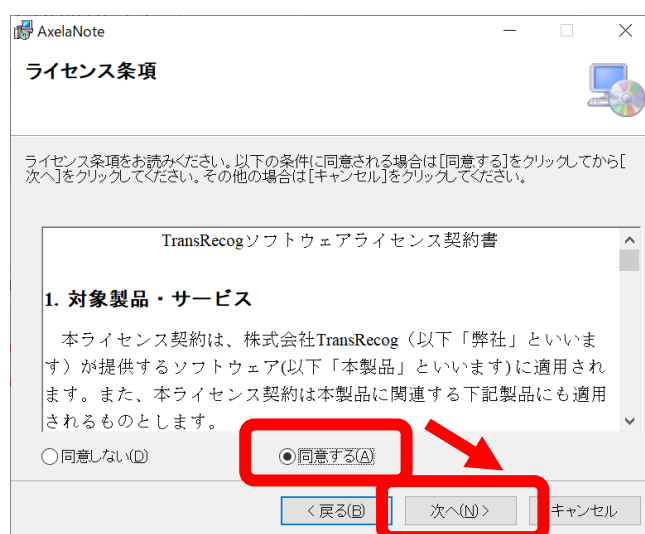 AxelaNote
ライセンス条項
ライセンス条項をお読みください。以下の条件に同意される場合は[同意する]をクリックしてから[
次へ]をクリックしてください。その他の場合は[キャンセル]をクリックしてください。
TransRecogソフトウェアライセンス契約書
1. 対象製品・サービス
本ライセンス契約は、株式会社TransRecog（以下「弊社」といいま
す）が提供するソフトウェア(以下「本製品」といいます)に適用され
ます。また、本ライセンス契約は本製品に関連する下記製品にも適用
されるものとします。
同意しない(D) 同意する(A)
< 戻る(B) 次へ(N) > キャンセル